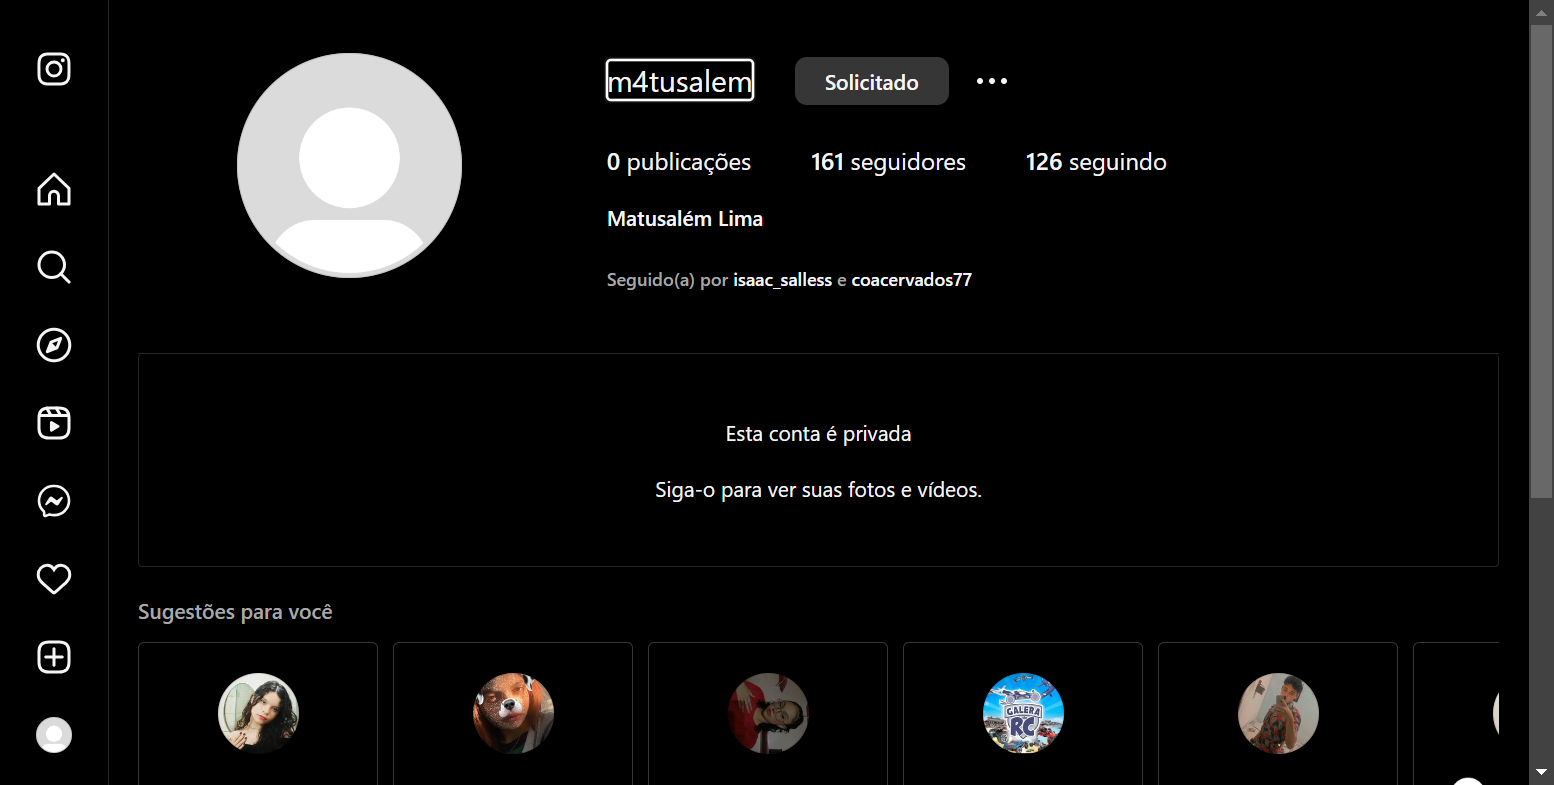 m4tusalem
Solicitado
0 publicações
161 seguidores
126 seguindo
Matusalém Lima
Seguido(a) por isaac_salless e coacervados77
Esta conta é privada
Siga-o para ver suas fotos e vídeos.
Sugestões para você
GALERA
RC